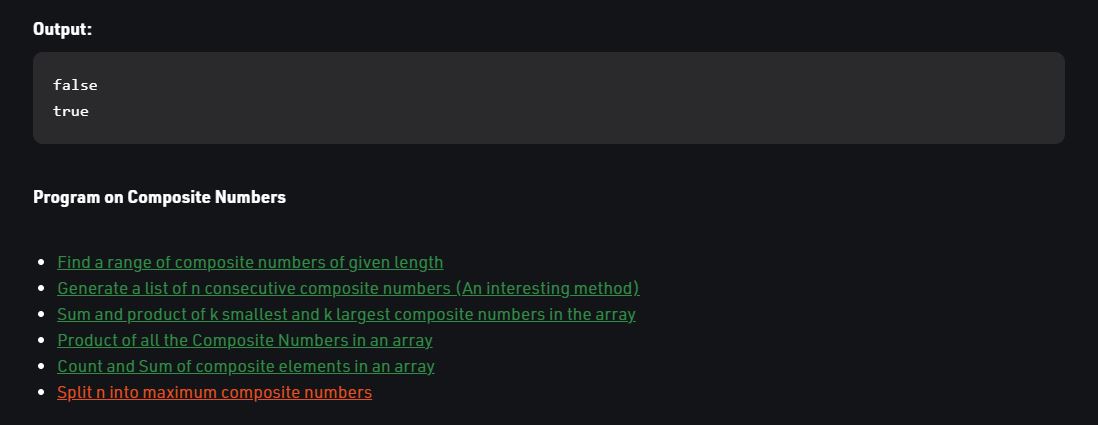 Output:
false
true
Program on Composite Numbers
Find a range of composite numbers of given length
Generate a list of n consecutive composite numbers (An interesting method)
Sum and product of k smallest and k largest composite numbers in the array
Product of all the Composite Numbers in an array
Count and Sum of composite elements in an array
Split n into maximum composite numbers